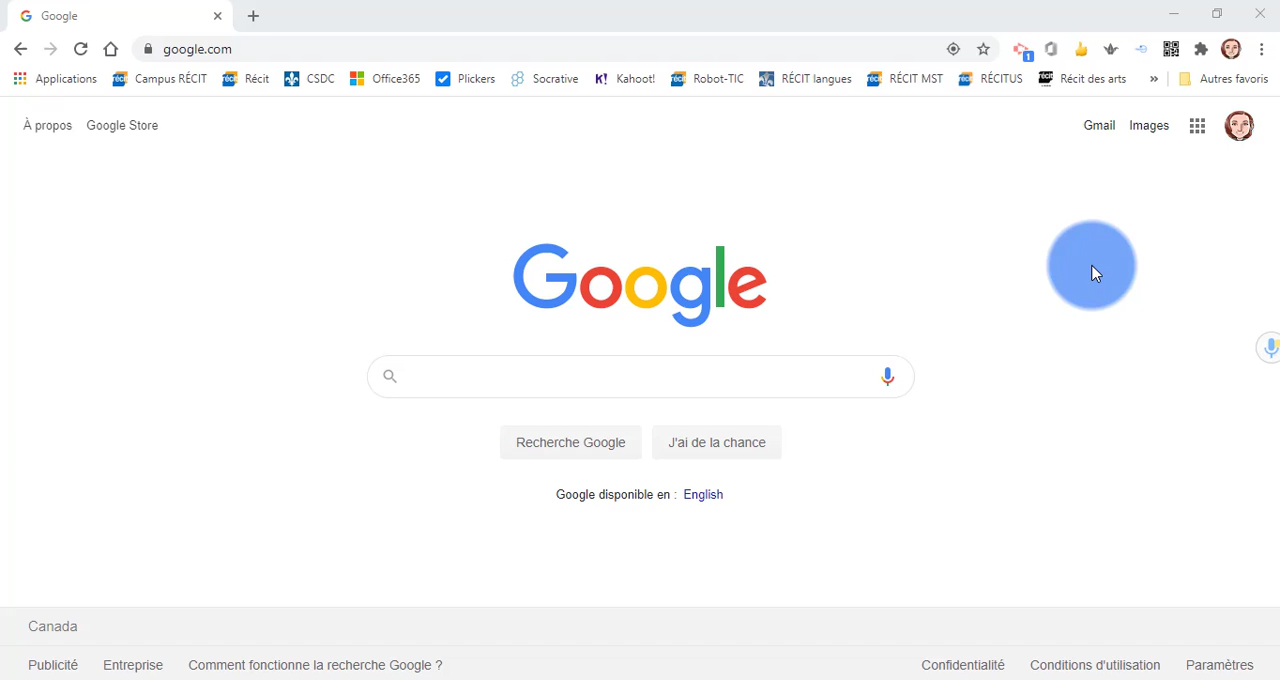 Google
google.com
Applications Campus RÉCIT Récit CSDC Office365 Plickers Socrative K! Kahoot! Robot-TIC RÉCIT langues RÉCIT MST RÉCITUS Récit des arts » Autres favoris
À propos Google Store Gmail Images
Google
Recherche Google J'ai de la chance
Google disponible en : English
Canada
Publicité Entreprise Comment fonctionne la recherche Google ? Confidentialité Conditions d'utilisation Paramètres